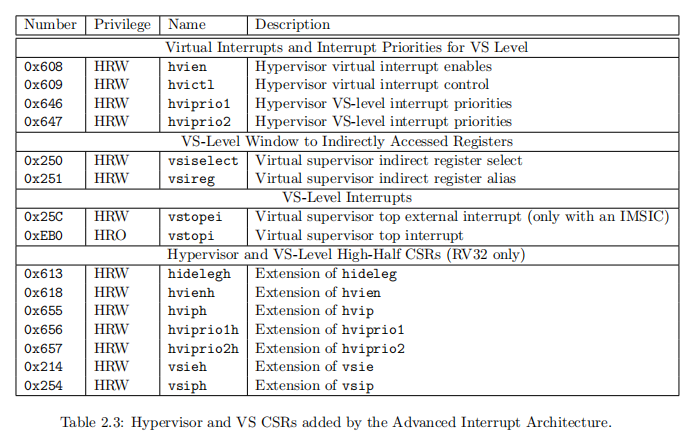 Number Privilege Name Description
Virtual Interrupts and Interrupt Priorities for VS Level
0x608 HRW hvien Hypervisor virtual interrupt enables
0x609 HRW hvictl Hypervisor virtual interrupt control
0x646 HRW hviprio1 Hypervisor VS-level interrupt priorities
0x647 HRW hviprio2 Hypervisor VS-level interrupt priorities
VS-Level Window to Indirectly Accessed Registers
0x250 HRW vsiselect Virtual supervisor indirect register select
0x251 HRW vsireg Virtual supervisor indirect register alias
VS-Level Interrupts
0x25C HRW vstopei Virtual supervisor top external interrupt (only with an IMSIC)
0xEB0 HRO vstopi Virtual supervisor top interrupt
Hypervisor and VS-Level High-Half CSRs (RV32 only)
0x613 HRW hidelegh Extension of hideleg
0x618 HRW hvienh Extension of hvien
0x655 HRW hviph Extension of hvip
0x656 HRW hviprio1h Extension of hviprio1
0x657 HRW hviprio2h Extension of hviprio2
0x214 HRW vsieh Extension of vsie
0x254 HRW vsiph Extension of vsip
Table 2.3: Hypervisor and VS CSRs added by the Advanced Interrupt Architecture.